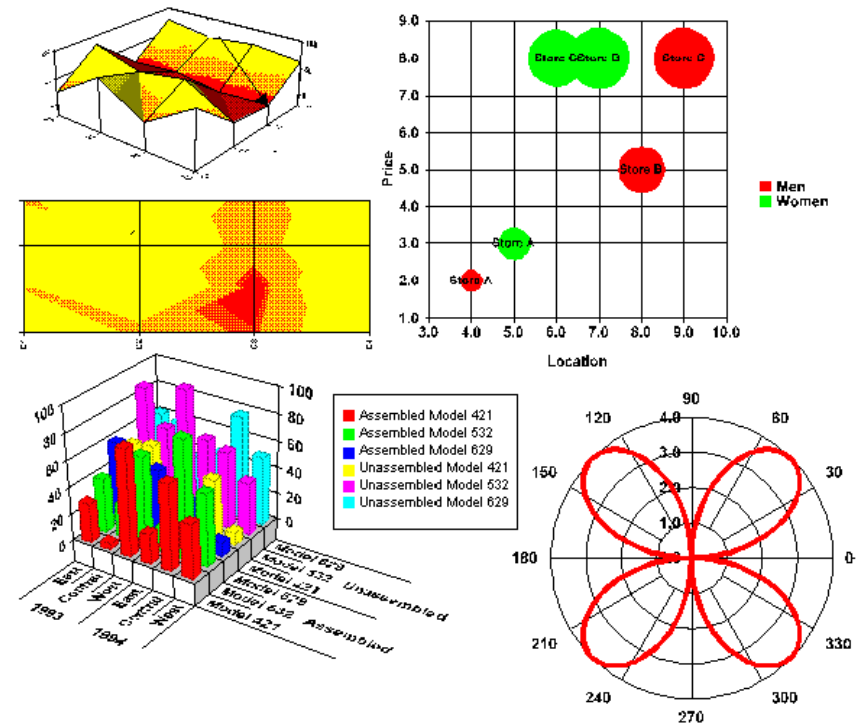 9.0
8.0
7.0
6.0
5.0
4.0
3.0
2.0
1.0
Price
Store C
Store B
Store C
Store B
Store A
Store A
3.0 4.0 5.0 6.0 7.0 8.0 9.0 10.0
Location
Men
Women
100
80
60
40
20
0
100
80
60
40
20
0
Assembled Model 421
Assembled Model 532
Assembled Model 629
Unassembled Model 421
Unassembled Model 532
Unassembled Model 629
East
Central
West
East
Central
West
1993
1994
Model 629
Model 532 Unassembled
Model 421
Model 629
Model 532 Assembled
Model 421
90
120 60
150 30
180 0
210 330
240 300
270
4.0
3.0
2.0
1.0